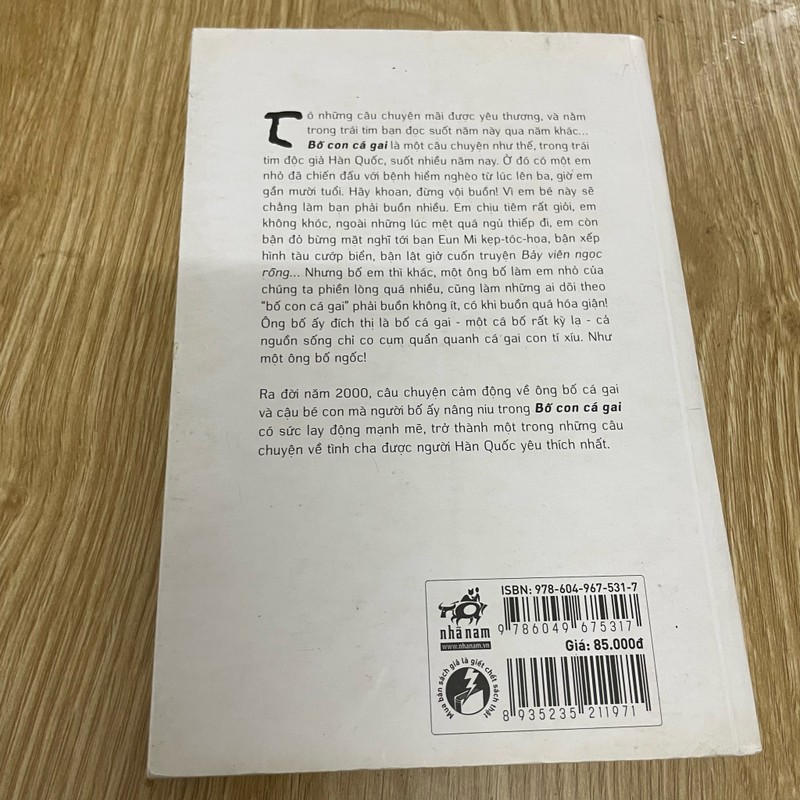 Có những câu chuyện mãi được yêu thương, và nằm
trong trái tim bạn đọc suốt năm này qua năm khác...
Bố con cá gai là một câu chuyện như thế, trong trái
tim độc giả Hàn Quốc, suốt nhiều năm nay. Ở đó có một em
nhỏ đã chiến đấu với bệnh hiểm nghèo từ lúc lên ba, giờ em
gần mười tuổi. Hãy khoan, đừng vội buồn! Vì em bé này sẽ
chẳng làm bạn phải buồn nhiều. Em chịu tiêm rất giỏi, em
không khóc, ngoài những lúc mệt quá ngủ thiếp đi, em còn
bận đỏ bừng mặt nghĩ tới bạn Eun Mi kẹp-tóc-hoa, bận xếp
hình tàu cướp biển, bận lật giở cuốn truyện Bảy viên ngọc
rồng... Nhưng bố em thì khác, một ông bố làm em nhỏ của
chúng ta phiền lòng quá nhiều, cũng làm những ai dõi theo
"bố con cá gai" phải buồn không ít, có khi buồn quá hóa giận!
Ông bố ấy đích thị là bố cá gai - một cá bố rất kỳ lạ - cả
nguồn sống chỉ co cụm quẩn quanh cá gai con tí xíu. Như
một ông bố ngốc!
Ra đời năm 2000, câu chuyện cảm động về ông bố cá gai
và cậu bé con mà người bố ấy nâng niu trong Bố con cá gai
có sức lay động mạnh mẽ, trở thành một trong những câu
chuyện về tình cha được người Hàn Quốc yêu thích nhất.
ISBN: 978-604-967-531-7
9 786049 675317
nhã nam
www.nhanam.vn
Giá: 85.000đ
Mua bán sách giả là giết chết sách thật
8 935235 211971